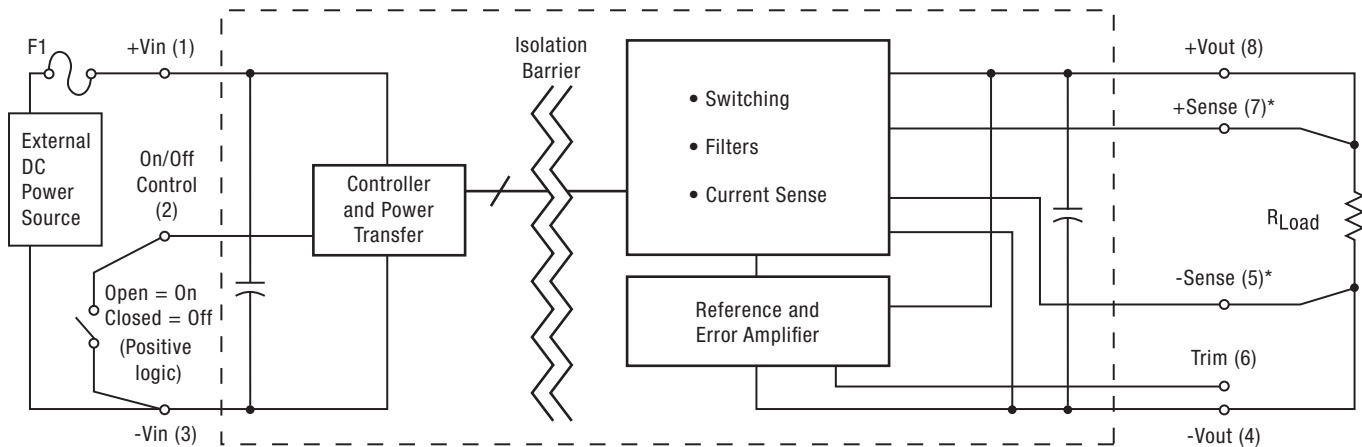 F1
+Vin (1)
External
DC
Power
Source
On/Off
Control
(2)
Open = On
Closed = Off
(Positive
logic)
-Vin (3)
Controller
and Power
Transfer
Isolation
Barrier
• Switching
• Filters
• Current Sense
Reference and
Error Amplifier
+Vout (8)
+Sense (7)*
RLoad
-Sense (5)*
Trim (6)
-Vout (4)